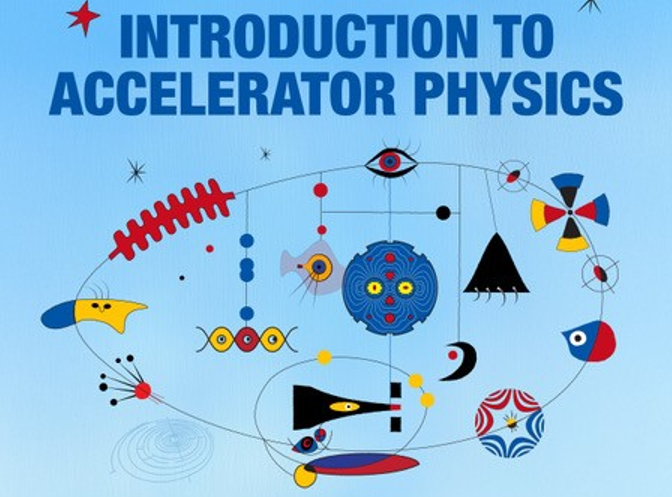 INTRODUCTION TO
ACCELERATOR PHYSICS